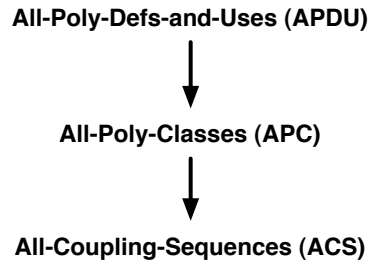 All-Poly-Defs-and-Uses (APDU)
All-Poly-Classes (APC)
All-Coupling-Sequences (ACS)